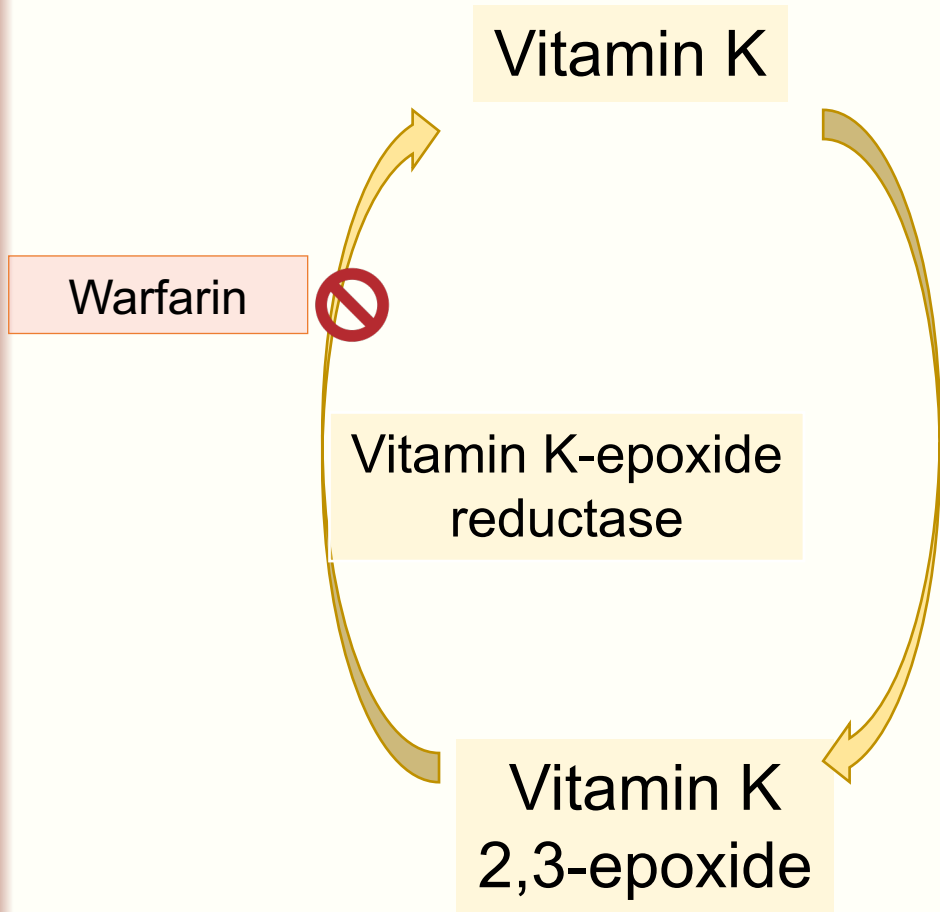 Vitamin K
Warfarin
Vitamin K-epoxide
reductase
Vitamin K
2,3-epoxide